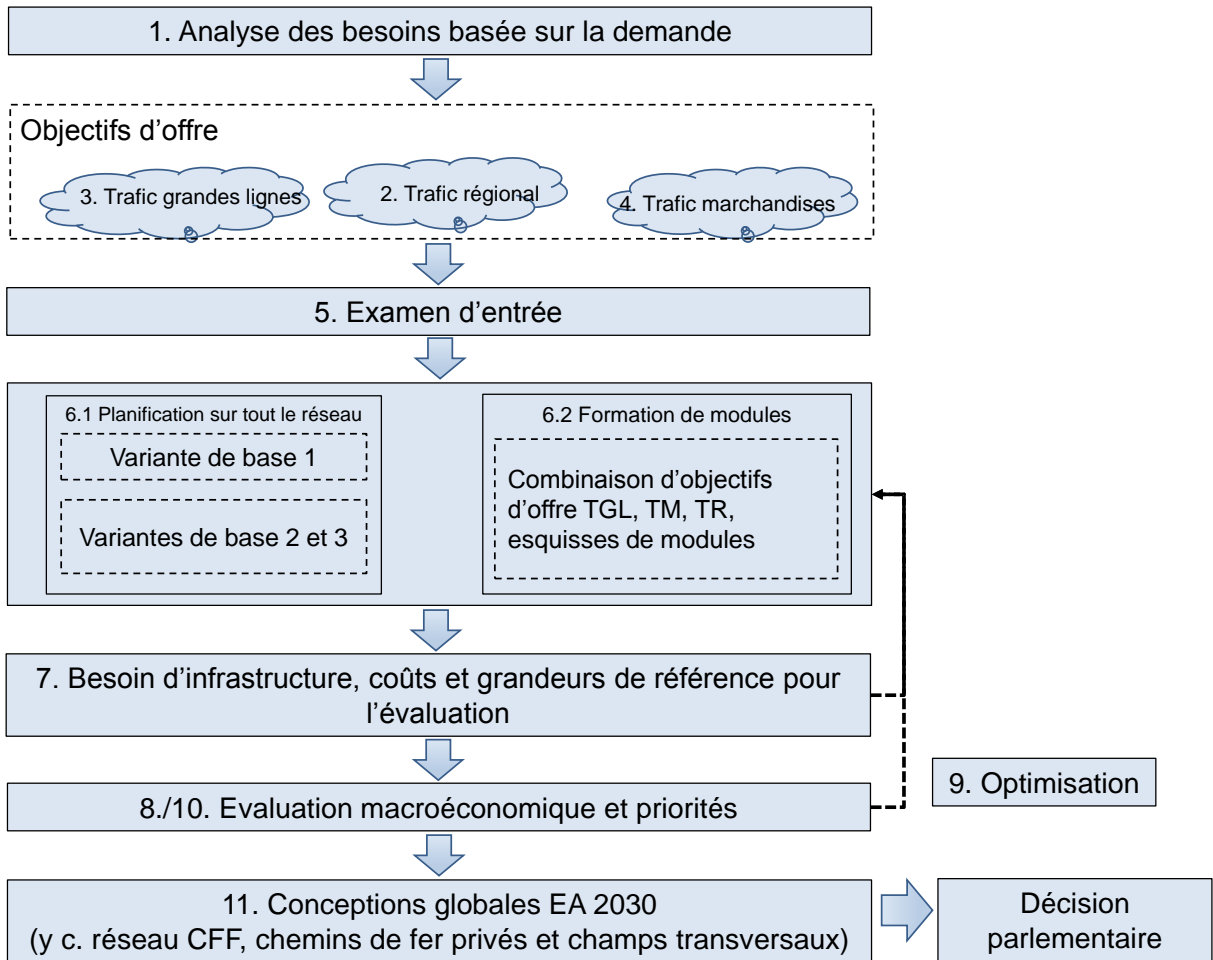 1. Analyse des besoins basée sur la demande
Objectifs d’offre
3. Trafic grandes lignes
2. Trafic régional
4. Trafic marchandises
5. Examen d’entrée
6.1 Planification sur tout le réseau
Variante de base 1
Variantes de base 2 et 3
6.2 Formation de modules
Combinaison d’objectifs
d’offre TGL, TM, TR,
esquisses de modules
7. Besoin d’infrastructure, coûts et grandeurs de référence pour
l’évaluation
8./10. Evaluation macroéconomique et priorités
9. Optimisation
11. Conceptions globales EA 2030
(y c. réseau CFF, chemins de fer privés et champs transversaux)
Décision
parlementaire